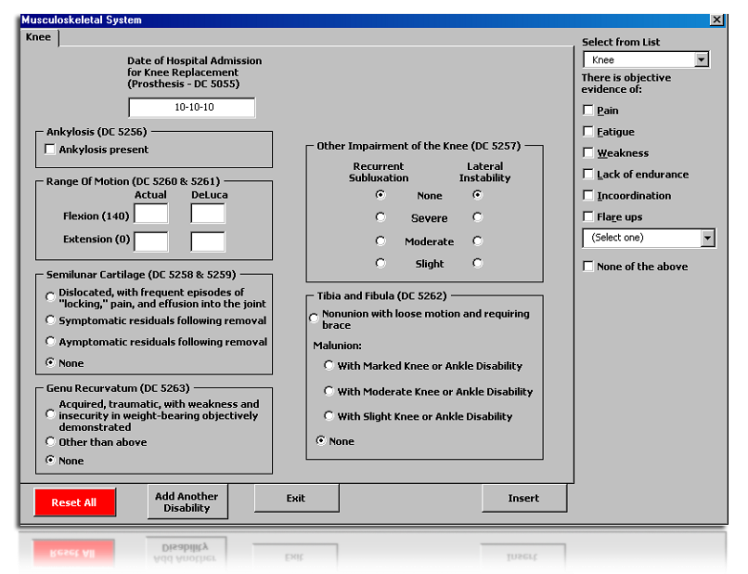 Musculoskeletal System
Knee
Date of Hospital Admission
for Knee Replacement
(Prosthesis - DC 5055)
10-10-10
Ankylosis (DC 5256)
Ankylosis present
Range Of Motion (DC 5260 & 5261)
Actual DeLuca
Flexion (140)
Extension (0)
Semilunar Cartilage (DC 5258 & 5259)
Dislocated, with frequent episodes of
"locking," pain, and effusion into the joint
Symptomatic residuals following removal
Aymptomatic residuals following removal
None
Genu Recurvatum (DC 5263)
Acquired, traumatic, with weakness and
insecurity in weight-bearing objectively
demonstrated
Other than above
None
Other Impairment of the Knee (DC 5257)
Recurrent Lateral
Subluxation Instability
None
Severe
Moderate
Slight
Tibia and Fibula (DC 5262)
Nonunion with loose motion and requiring
brace
Malunion:
With Marked Knee or Ankle Disability
With Moderate Knee or Ankle Disability
With Slight Knee or Ankle Disability
None
Select from List
Knee
There is objective
evidence of:
Pain
Fatigue
Weakness
Lack of endurance
Incoordination
Flare ups
(Select one)
None of the above
Reset All
Add Another
Disability
Exit
Insert